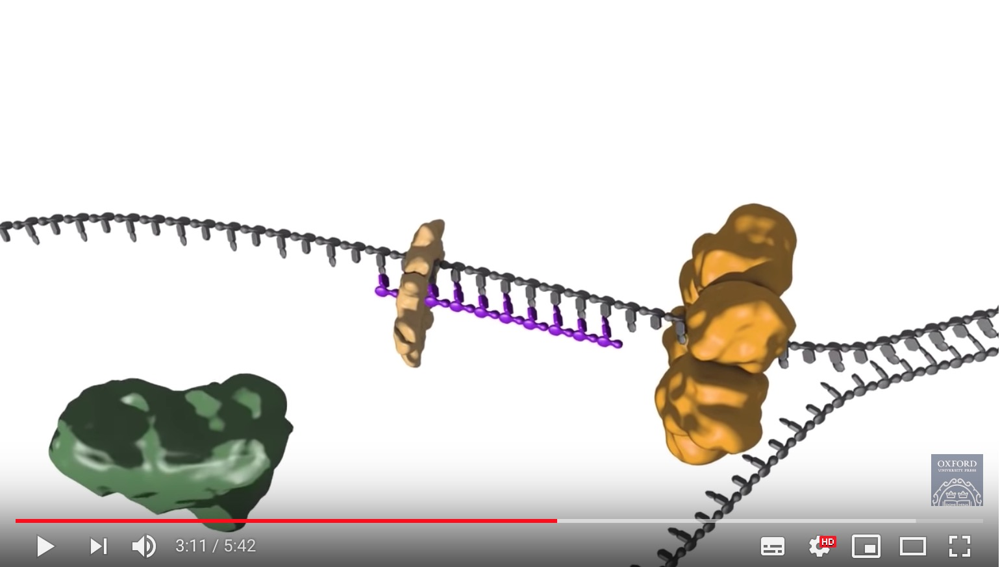 OXFORD
UNIVERSITY PRESS
3:11 / 5:42
HD